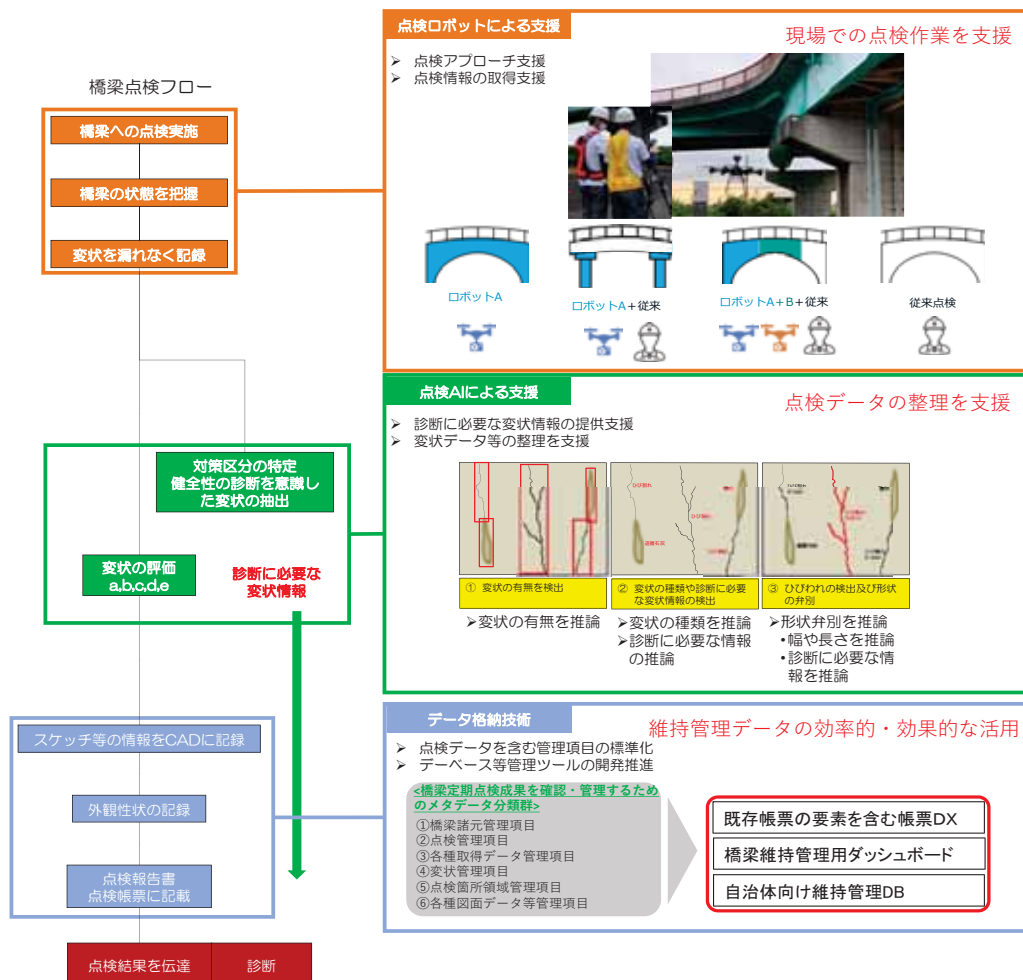 橋梁点検フロー
橋梁への点検実施
橋梁の状態を把握
変状を漏れなく記録
対策区分の特定
健全性の診断を意識し
た変状の抽出
変状の評価
a,b,c,d,e
診断に必要な
変状情報
スケッチ等の情報をCADに記録
外観性状の記録
点検報告書
点検帳票に記載
点検結果を伝達
診断
点検ロボットによる支援
現場での点検作業を支援
➢ 点検アプローチ支援
➢ 点検情報の取得支援
ロボットA
ロボットA+従来
ロボットA+B+従来
従来点検
点検AIによる支援
点検データの整理を支援
➢ 診断に必要な変状情報の提供支援
➢ 変状データ等の整理を支援
ひび割れ
ひび割れ
ひび割れ
① 変状の有無を検出
② 変状の種類や診断に必要
な変状情報の検出
③ ひびわれの検出及び形状
の弁別
➢変状の有無を推論
➢変状の種類を推論
➢診断に必要な情報
の推論
➢形状弁別を推論
・幅や長さを推論
・診断に必要な情
報を推論
データ格納技術
維持管理データの効率的・効果的な活用
➢ 点検データを含む管理項目の標準化
➢ デーベース等管理ツールの開発推進
<橋梁定期点検成果を確認・管理するため
のメタデータ分類群>
①橋梁諸元管理項目
②点検管理項目
③各種取得データ管理項目
④変状管理項目
⑤点検箇所領域管理項目
⑥各種図面データ等管理項目
既存帳票の要素を含む帳票DX
橋梁維持管理用ダッシュボード
自治体向け維持管理DB